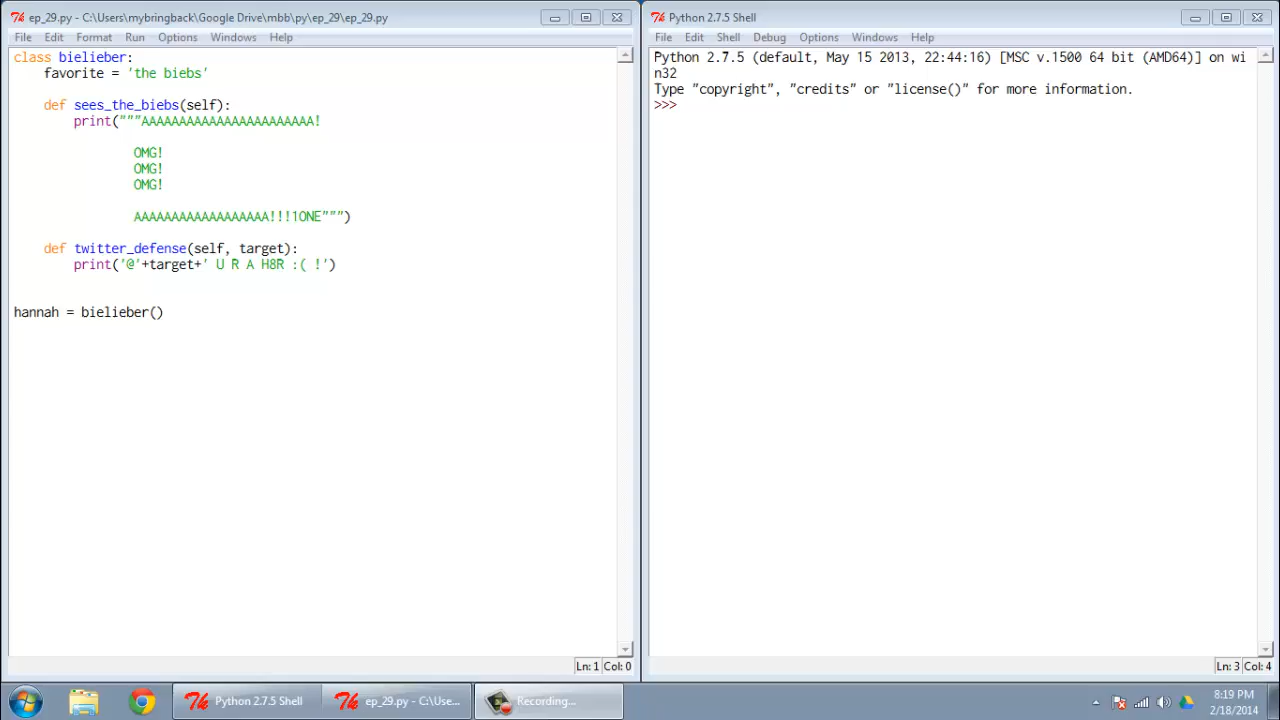 ep_29.py - C:\Users\mybringback\Google Drive\mbb\py\ep_29\ep_29.py
File Edit Format Run Options Windows Help
class bielieber:
    favorite = 'the biebs'
    def sees_the_biebs(self):
        print("""AAAAAAAAAAAAAAAAAAAAAAA!
                OMG!
                OMG!
                OMG!
                AAAAAAAAAAAAAAAAAA!!!1ONE""")
    def twitter_defense(self, target):
        print('@'+target+' U R A H8R :( !')
hannah = bielieber()
Ln: 1 Col: 0
Python 2.7.5 Shell
File Edit Shell Debug Options Windows Help
Python 2.7.5 (default, May 15 2013, 22:44:16) [MSC v.1500 64 bit (AMD64)] on wi
n32
Type "copyright", "credits" or "license()" for more information.
>>>
Ln: 3 Col: 4
Python 2.7.5 Shell
ep_29.py - C:\Use...
Recording...
8:19 PM
2/18/2014